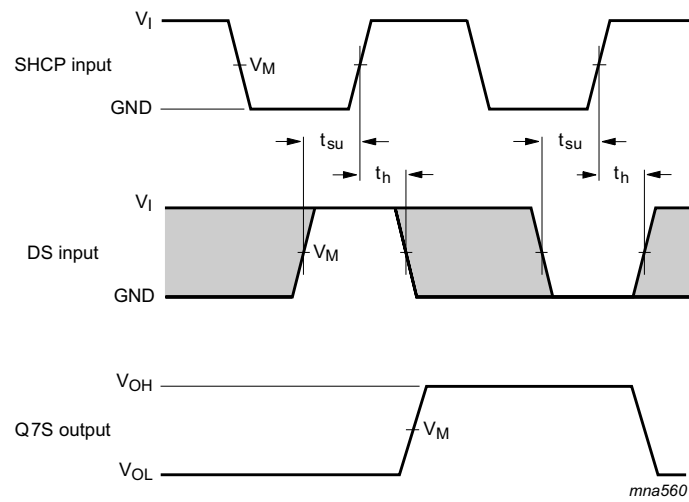 V_I
SHCP input
V_M
GND
t_su
t_su
t_h
t_h
V_I
DS input
V_M
GND
V_OH
Q7S output
V_M
V_OL
mna560